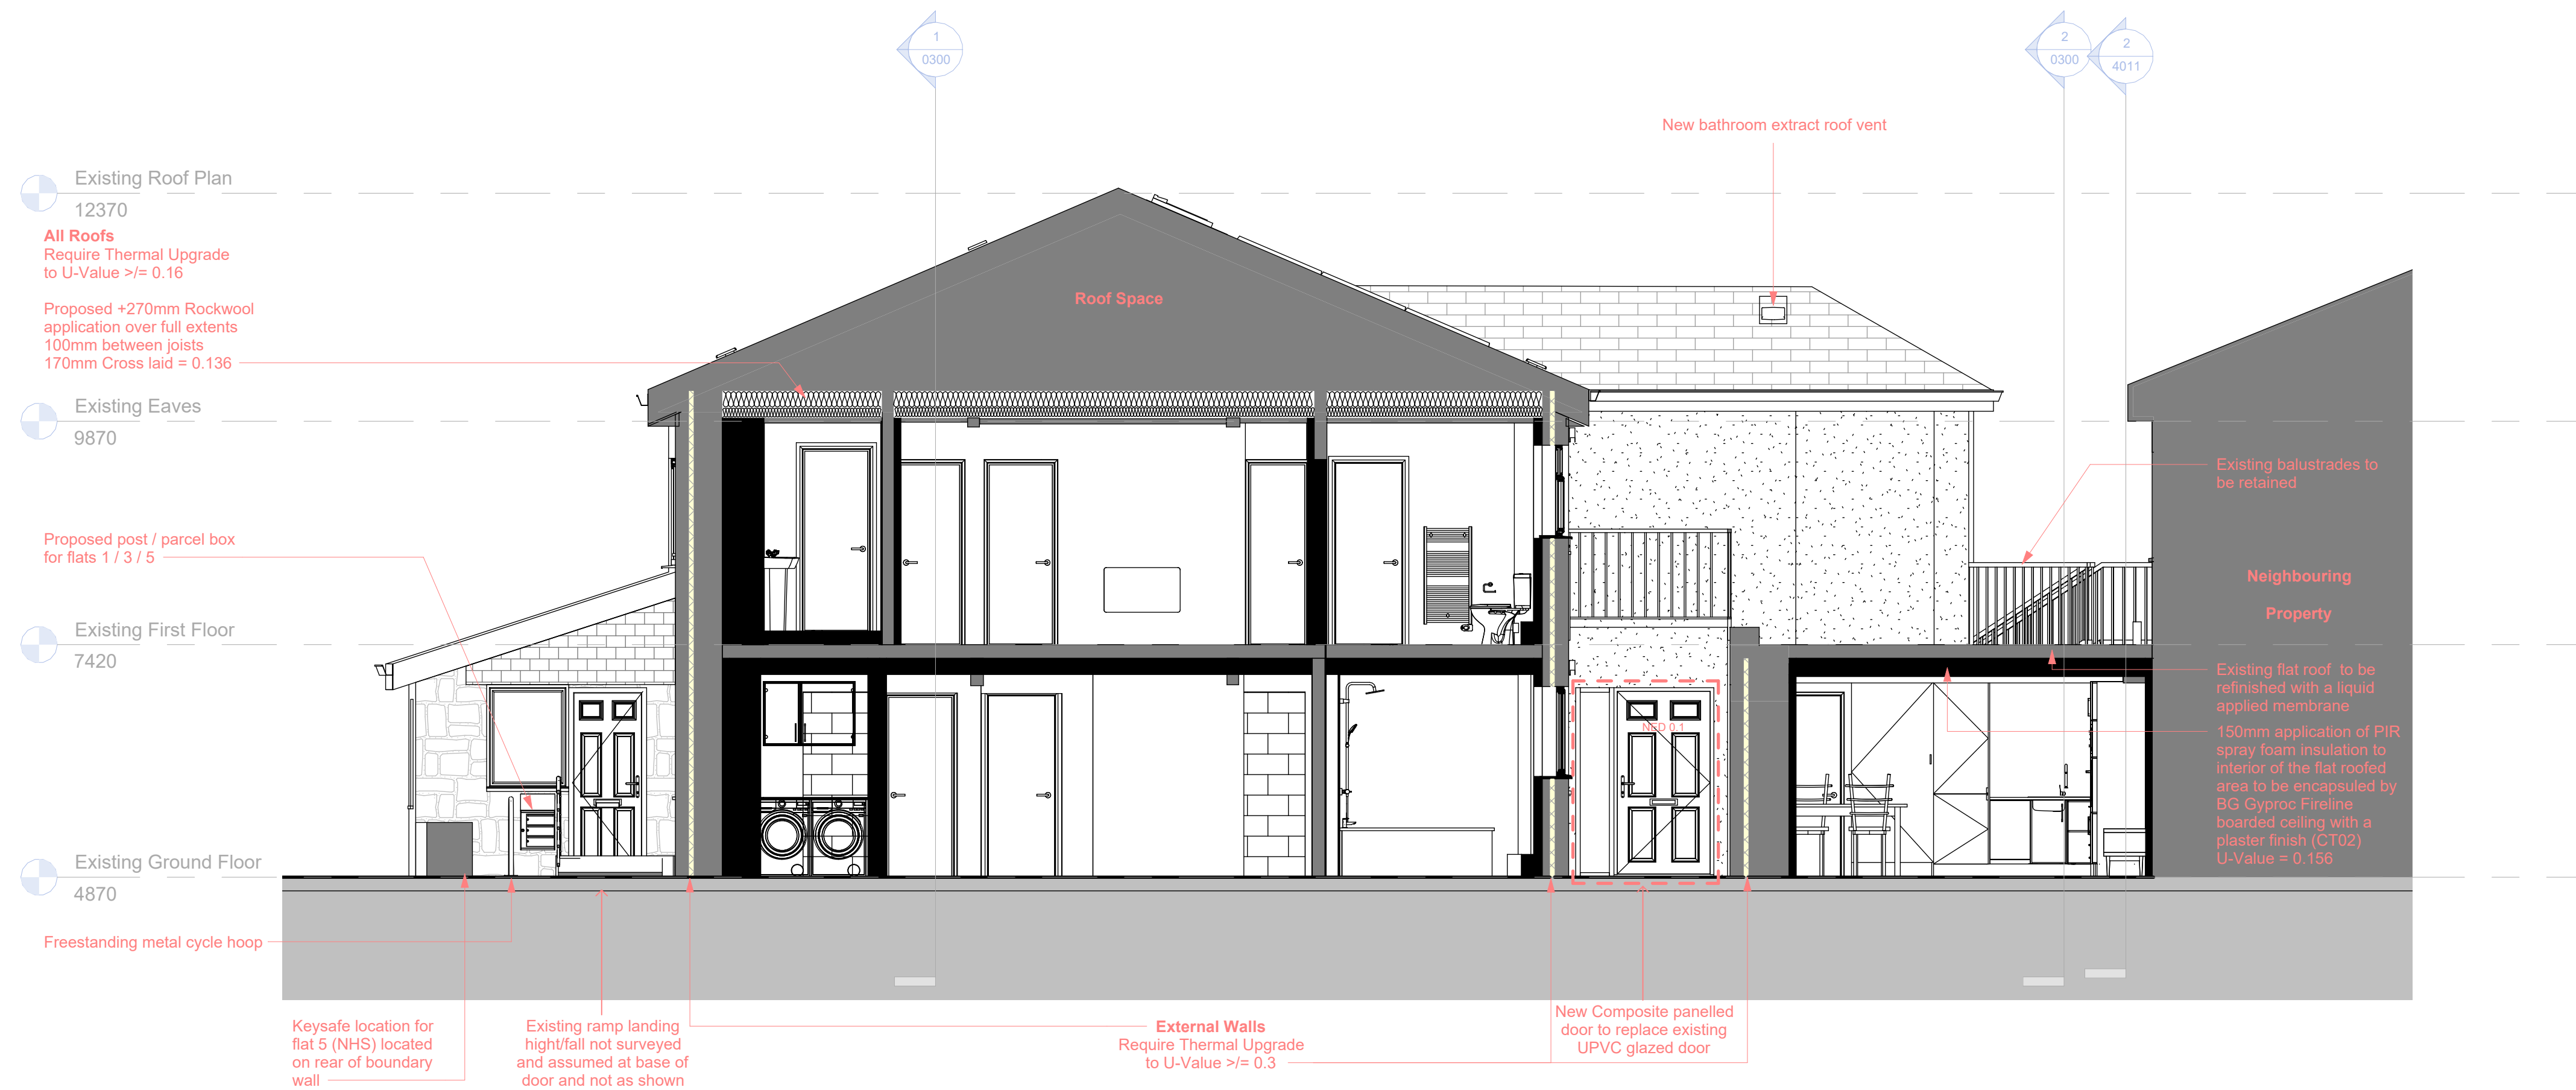 1
0300
2
0300
2
4011
New bathroom extract roof vent
Existing Roof Plan
12370
All Roofs
Require Thermal Upgrade
to U-Value >/= 0.16
Proposed +270mm Rockwool
application over full extents
100mm between joists
170mm Cross laid = 0.136
Roof Space
Existing Eaves
9870
Existing balustrades to
be retained
Proposed post / parcel box
for flats 1 / 3 / 5
Neighbouring
Property
Existing First Floor
7420
Existing flat roof  to be
refinished with a liquid
applied membrane
NED 0.1
150mm application of PIR
spray foam insulation to
interior of the flat roofed
area to be encapsuled by
BG Gyproc Fireline
boarded ceiling with a
plaster finish (CT02)
U-Value = 0.156
Existing Ground Floor
4870
Freestanding metal cycle hoop
Keysafe location for
flat 5 (NHS) located
on rear of boundary
wall
Existing ramp landing
hight/fall not surveyed
and assumed at base of
door and not as shown
External Walls
Require Thermal Upgrade
to U-Value >/= 0.3
New Composite panelled
door to replace existing
UPVC glazed door